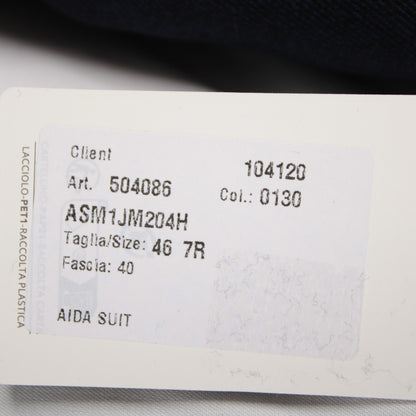 Client 104120
Art. 504086 Col.: 0130
ASM1JM204H
Taglia/Size: 46 7R
Fascia: 40
AIDA SUIT
LACCIOLO-PET1-RACCOLTA PLASTICA